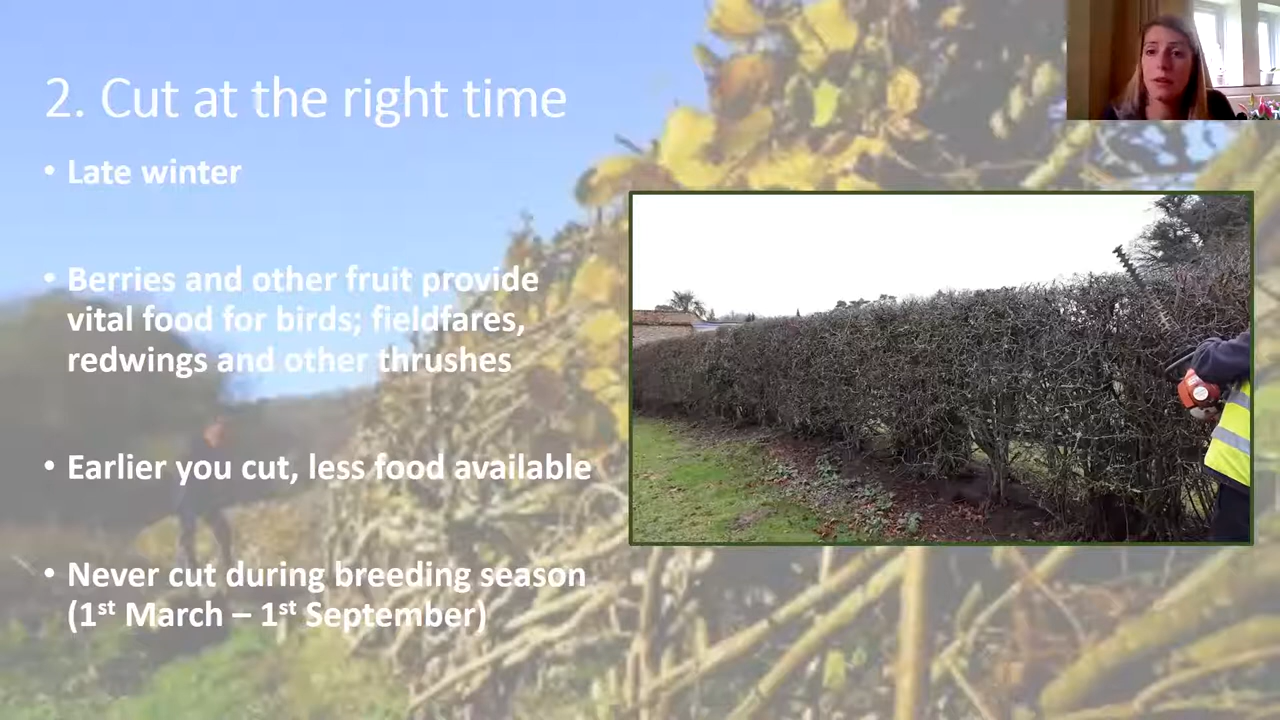 2. Cut at the right time
• Late winter
• Berries and other fruit provide
vital food for birds; fieldfares,
redwings and other thrushes
• Earlier you cut, less food available
• Never cut during breeding season
(1st March – 1st September)